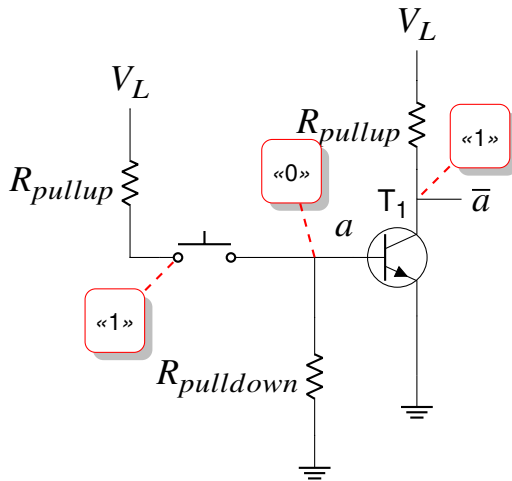 V_L
V_L
R_pullup
«1»
«0»
R_pullup
T_1
a̅
a
«1»
R_pulldown